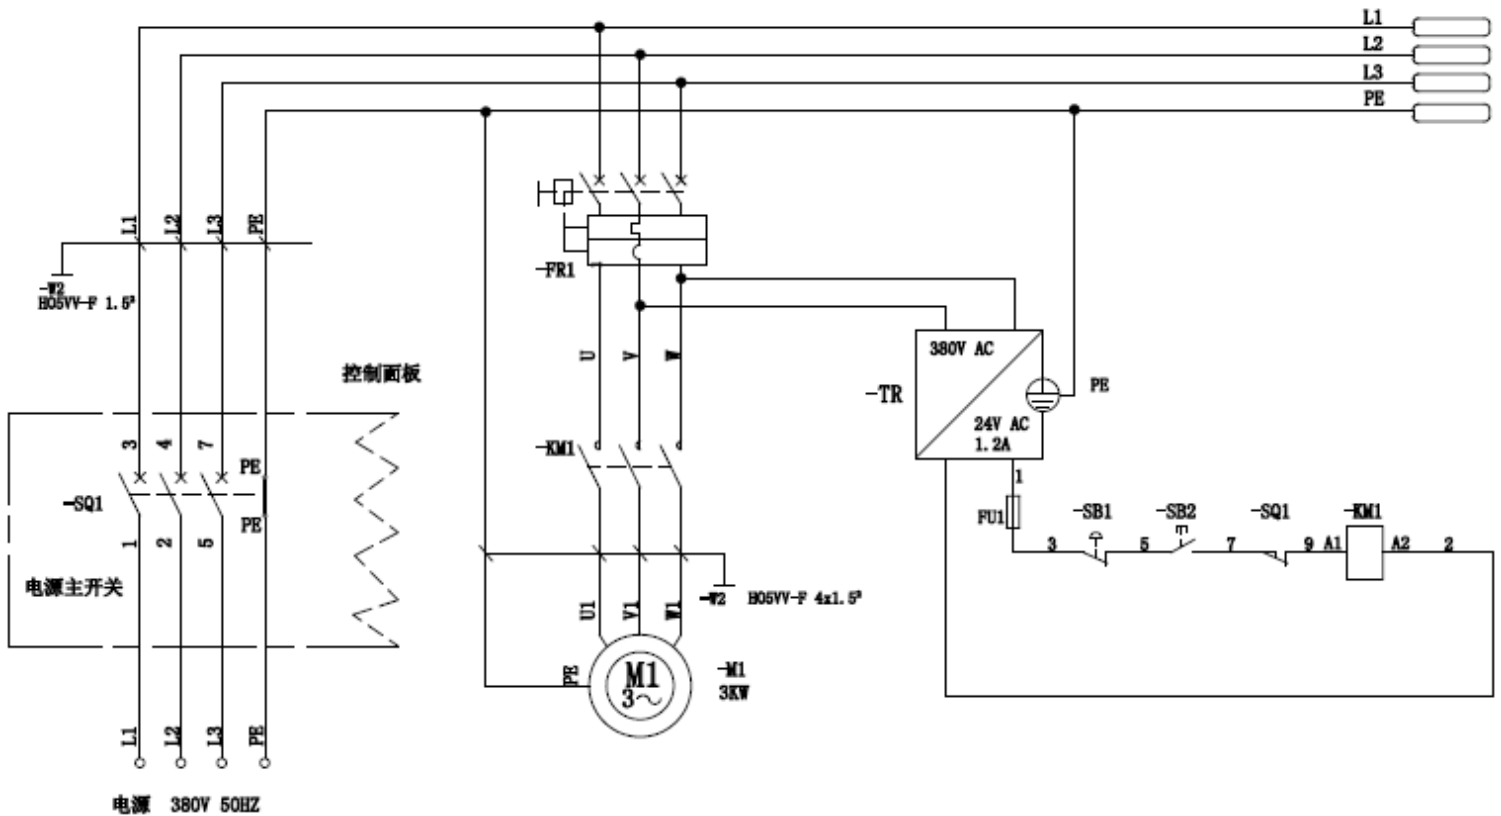 L1
L2
L3
PE
L1
L2
L3
PE
-W2
H05VV-F 1.5²
-FR1
U
V
W
380V AC
-TR
PE
24V AC
1.2A
控制面板
3
4
7
PE
-SQ1
PE
1
2
5
电源主开关
-KM1
1
FU1
-SB1
-SB2
-SQ1
-KM1
3
5
7
9
A1
A2
2
U1
V1
W1
-W2
H05VV-F 4x1.5²
PE
M1
3~
-M1
3KW
L1
L2
L3
PE
电源 380V 50HZ